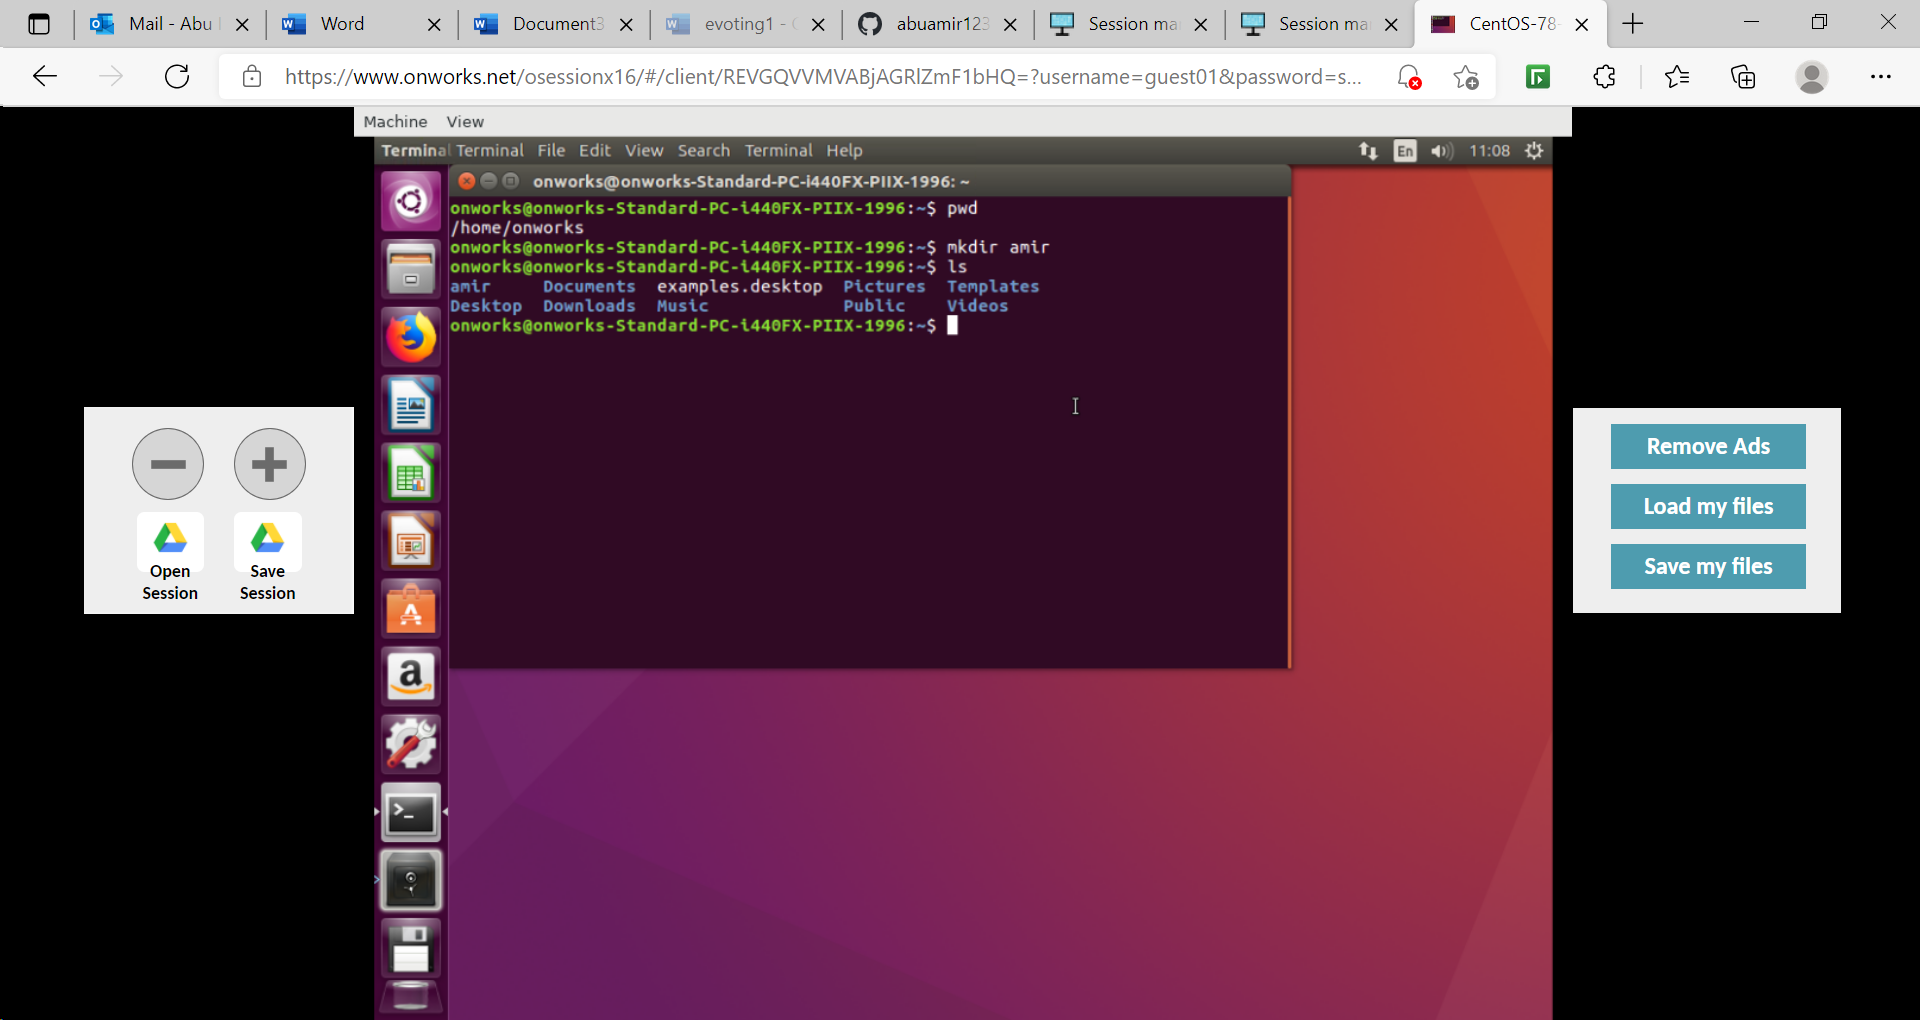 Mail - Abu
Word
Document3
evoting1 -
abuamir123
Session ma
Session ma
CentOS-78-
https://www.onworks.net/osessionx16/#/client/REVGQVVMVABjAGRlZmF1bHQ=?username=guest01&password=s...
Machine View
Terminal Terminal File Edit View Search Terminal Help
En 11:08
onworks@onworks-Standard-PC-i440FX-PIIX-1996: ~
onworks@onworks-Standard-PC-i440FX-PIIX-1996:~$ pwd
/home/onworks
onworks@onworks-Standard-PC-i440FX-PIIX-1996:~$ mkdir amir
onworks@onworks-Standard-PC-i440FX-PIIX-1996:~$ ls
amir Documents examples.desktop Pictures Templates
Desktop Downloads Music Public Videos
onworks@onworks-Standard-PC-i440FX-PIIX-1996:~$
Open
Session
Save
Session
Remove Ads
Load my files
Save my files